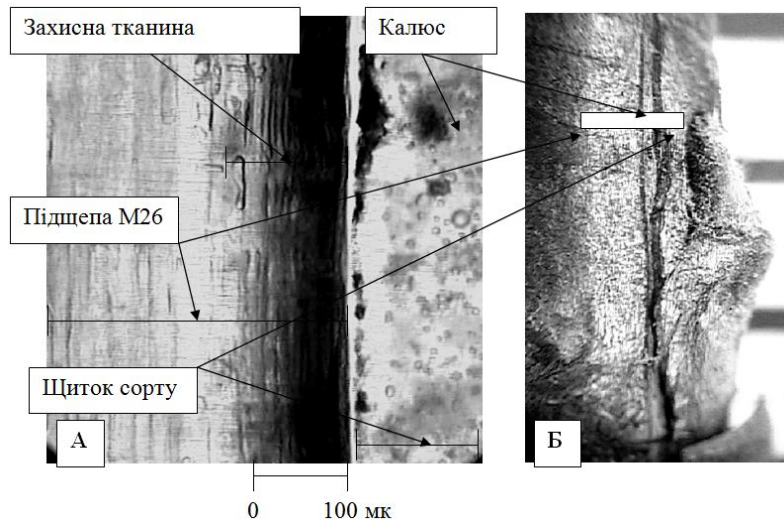 Захисна тканина
Калюс
Підщепа М26
Щиток сорту
А
Б
0
100 мк